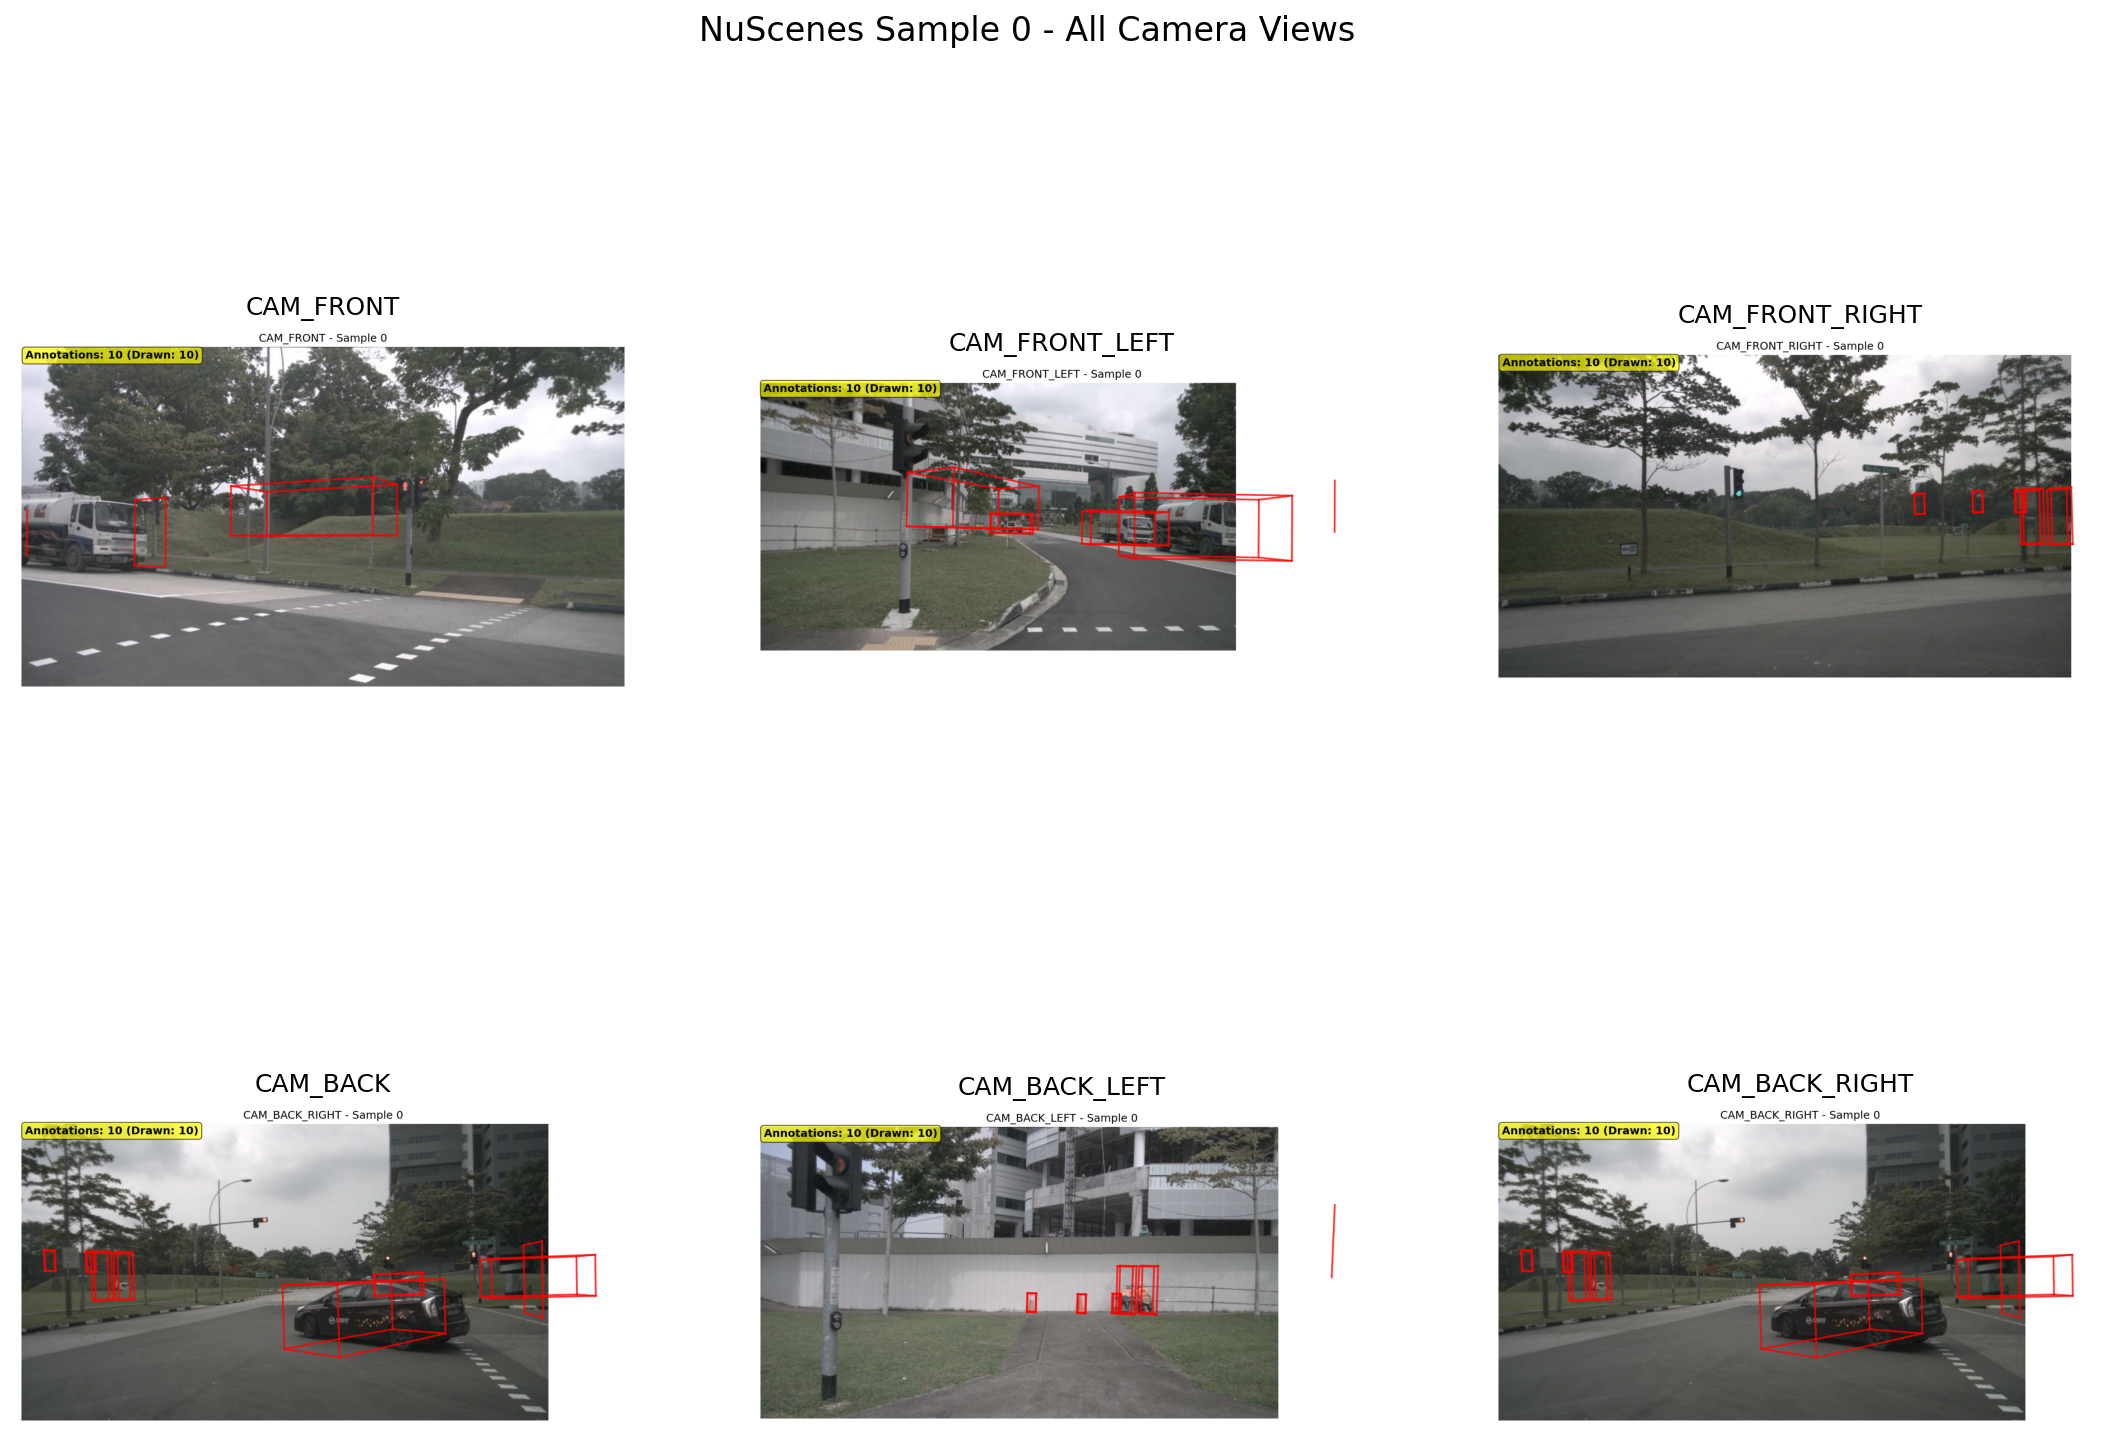 NuScenes Sample 0 - All Camera Views
CAM_FRONT
CAM_FRONT - Sample 0
Annotations: 10 (Drawn: 10)
CAM_FRONT_LEFT
CAM_FRONT_LEFT - Sample 0
Annotations: 10 (Drawn: 10)
CAM_FRONT_RIGHT
CAM_FRONT_RIGHT - Sample 0
Annotations: 10 (Drawn: 10)
CAM_BACK
CAM_BACK_RIGHT - Sample 0
Annotations: 10 (Drawn: 10)
CAM_BACK_LEFT
CAM_BACK_LEFT - Sample 0
Annotations: 10 (Drawn: 10)
CAM_BACK_RIGHT
CAM_BACK_RIGHT - Sample 0
Annotations: 10 (Drawn: 10)